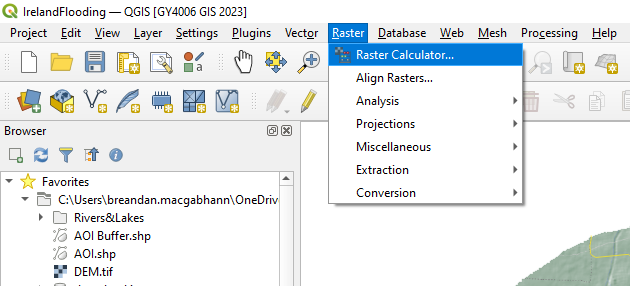 IrelandFlooding — QGIS [GY4006 GIS 2023]
Project Edit View Layer Settings Plugins Vector Raster Database Web Mesh Processing Help
Raster Calculator...
Align Rasters...
Analysis
Projections
Miscellaneous
Extraction
Conversion
Browser
Favorites
C:\Users\breandan.macgabhann\OneDrive
Rivers&Lakes
AOI Buffer.shp
AOI.shp
DEM.tif